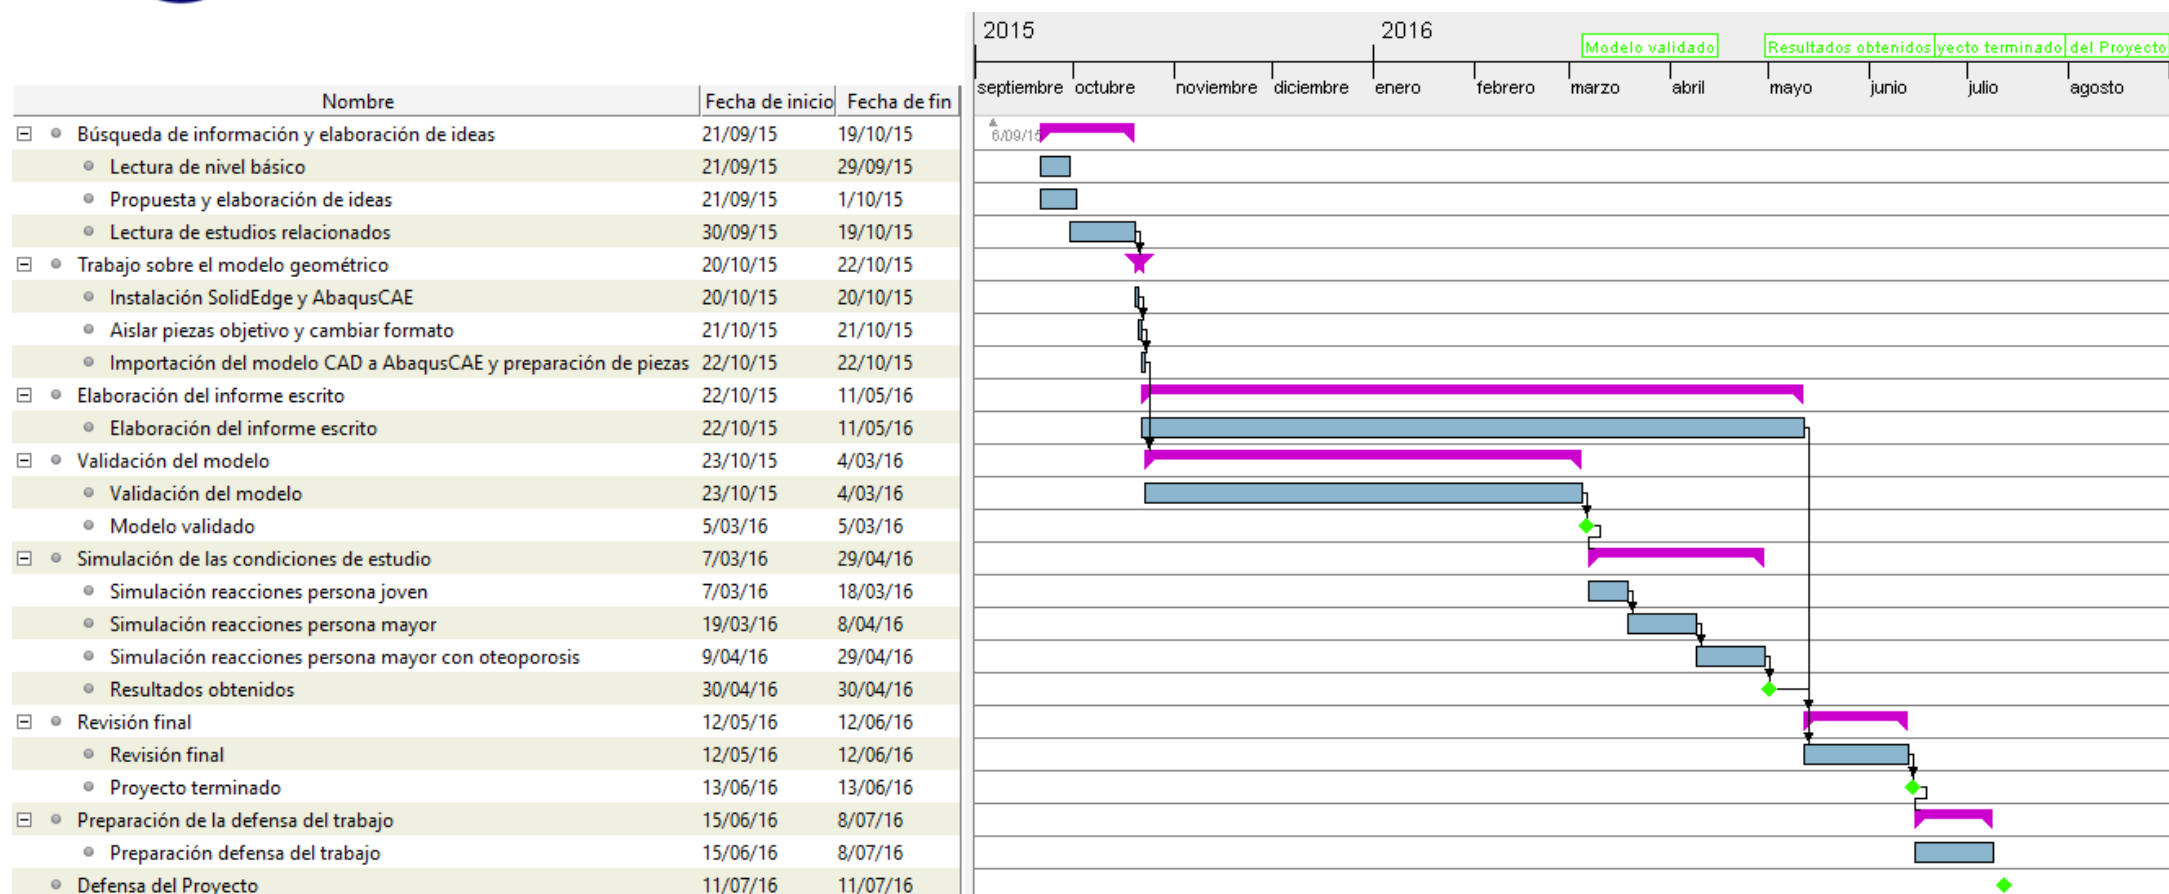 2015 2016
Modelo validado Resultados obtenidos yecto terminado del Proyecto
septiembre octubre noviembre diciembre enero febrero marzo abril mayo junio julio agosto
Nombre Fecha de inicio Fecha de fin
Búsqueda de información y elaboración de ideas 21/09/15 19/10/15 6/09/15
Lectura de nivel básico 21/09/15 29/09/15
Propuesta y elaboración de ideas 21/09/15 1/10/15
Lectura de estudios relacionados 30/09/15 19/10/15
Trabajo sobre el modelo geométrico 20/10/15 22/10/15
Instalación SolidEdge y AbaqusCAE 20/10/15 20/10/15
Aislar piezas objetivo y cambiar formato 21/10/15 21/10/15
Importación del modelo CAD a AbaqusCAE y preparación de piezas 22/10/15 22/10/15
Elaboración del informe escrito 22/10/15 11/05/16
Elaboración del informe escrito 22/10/15 11/05/16
Validación del modelo 23/10/15 4/03/16
Validación del modelo 23/10/15 4/03/16
Modelo validado 5/03/16 5/03/16
Simulación de las condiciones de estudio 7/03/16 29/04/16
Simulación reacciones persona joven 7/03/16 18/03/16
Simulación reacciones persona mayor 19/03/16 8/04/16
Simulación reacciones persona mayor con oteoporosis 9/04/16 29/04/16
Resultados obtenidos 30/04/16 30/04/16
Revisión final 12/05/16 12/06/16
Revisión final 12/05/16 12/06/16
Proyecto terminado 13/06/16 13/06/16
Preparación de la defensa del trabajo 15/06/16 8/07/16
Preparación defensa del trabajo 15/06/16 8/07/16
Defensa del Proyecto 11/07/16 11/07/16